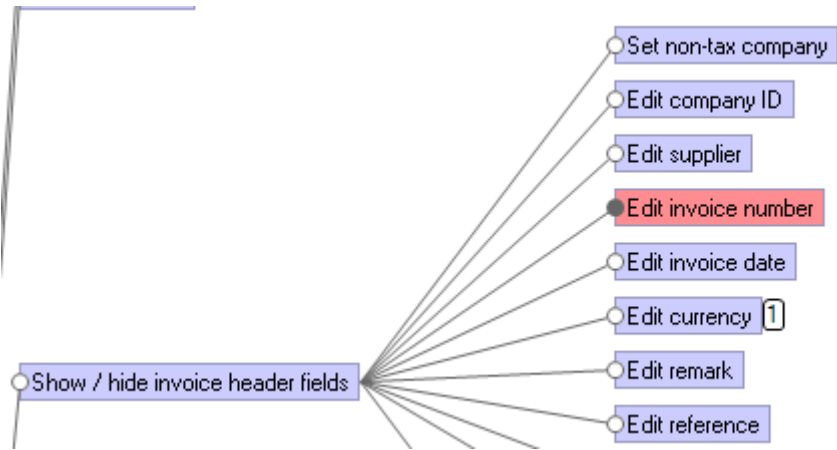 Set non-tax company
Edit company ID
Edit supplier
Edit invoice number
Edit invoice date
Edit currency 1
Edit remark
Show / hide invoice header fields
Edit reference